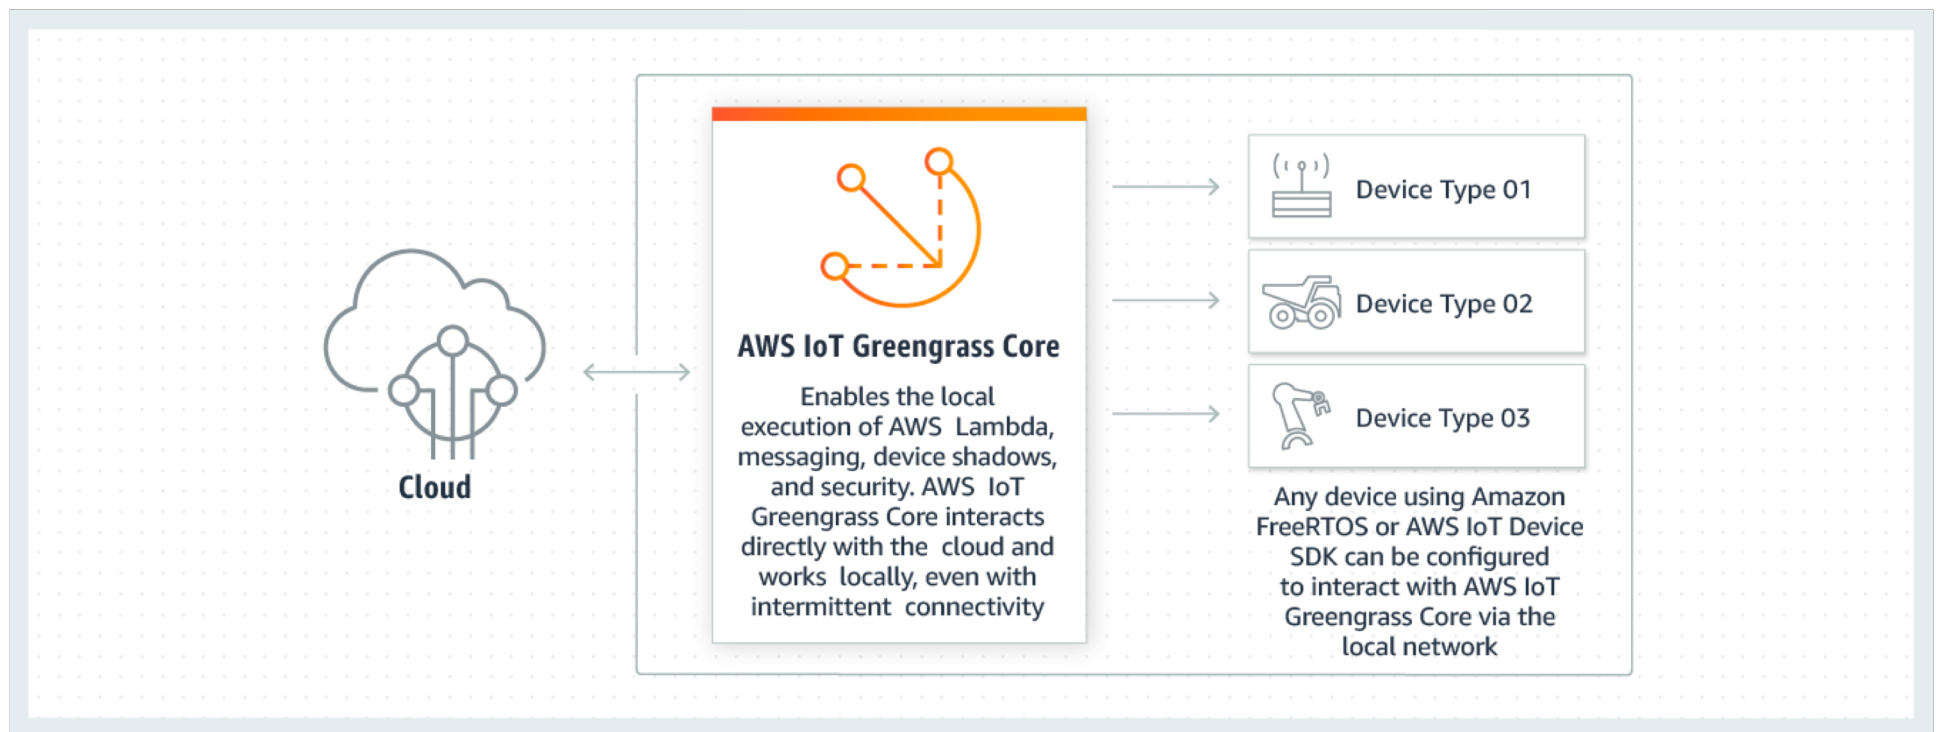 Cloud
AWS IoT Greengrass Core
Enables the local
execution of AWS Lambda,
messaging, device shadows,
and security. AWS IoT
Greengrass Core interacts
directly with the cloud and
works locally, even with
intermittent connectivity
Device Type 01
Device Type 02
Device Type 03
Any device using Amazon
FreeRTOS or AWS IoT Device
SDK can be configured
to interact with AWS IoT
Greengrass Core via the
local network